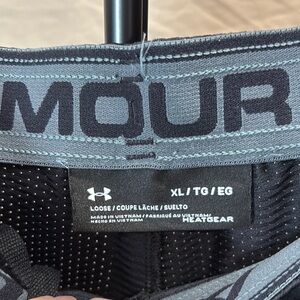 MOUR
XL / TG / EG
LOOSE / COUPE LÂCHE / SUELTO
MADE IN VIETNAM / FABRIQUÉ AU VIETNAM
HECHO EN VIETNAM
HEATGEAR